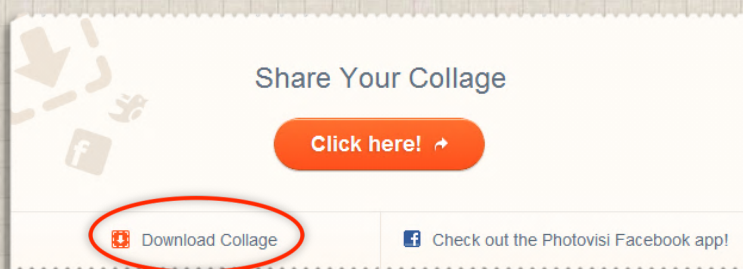 Share Your Collage
Click here!
Download Collage
Check out the Photovisi Facebook app!